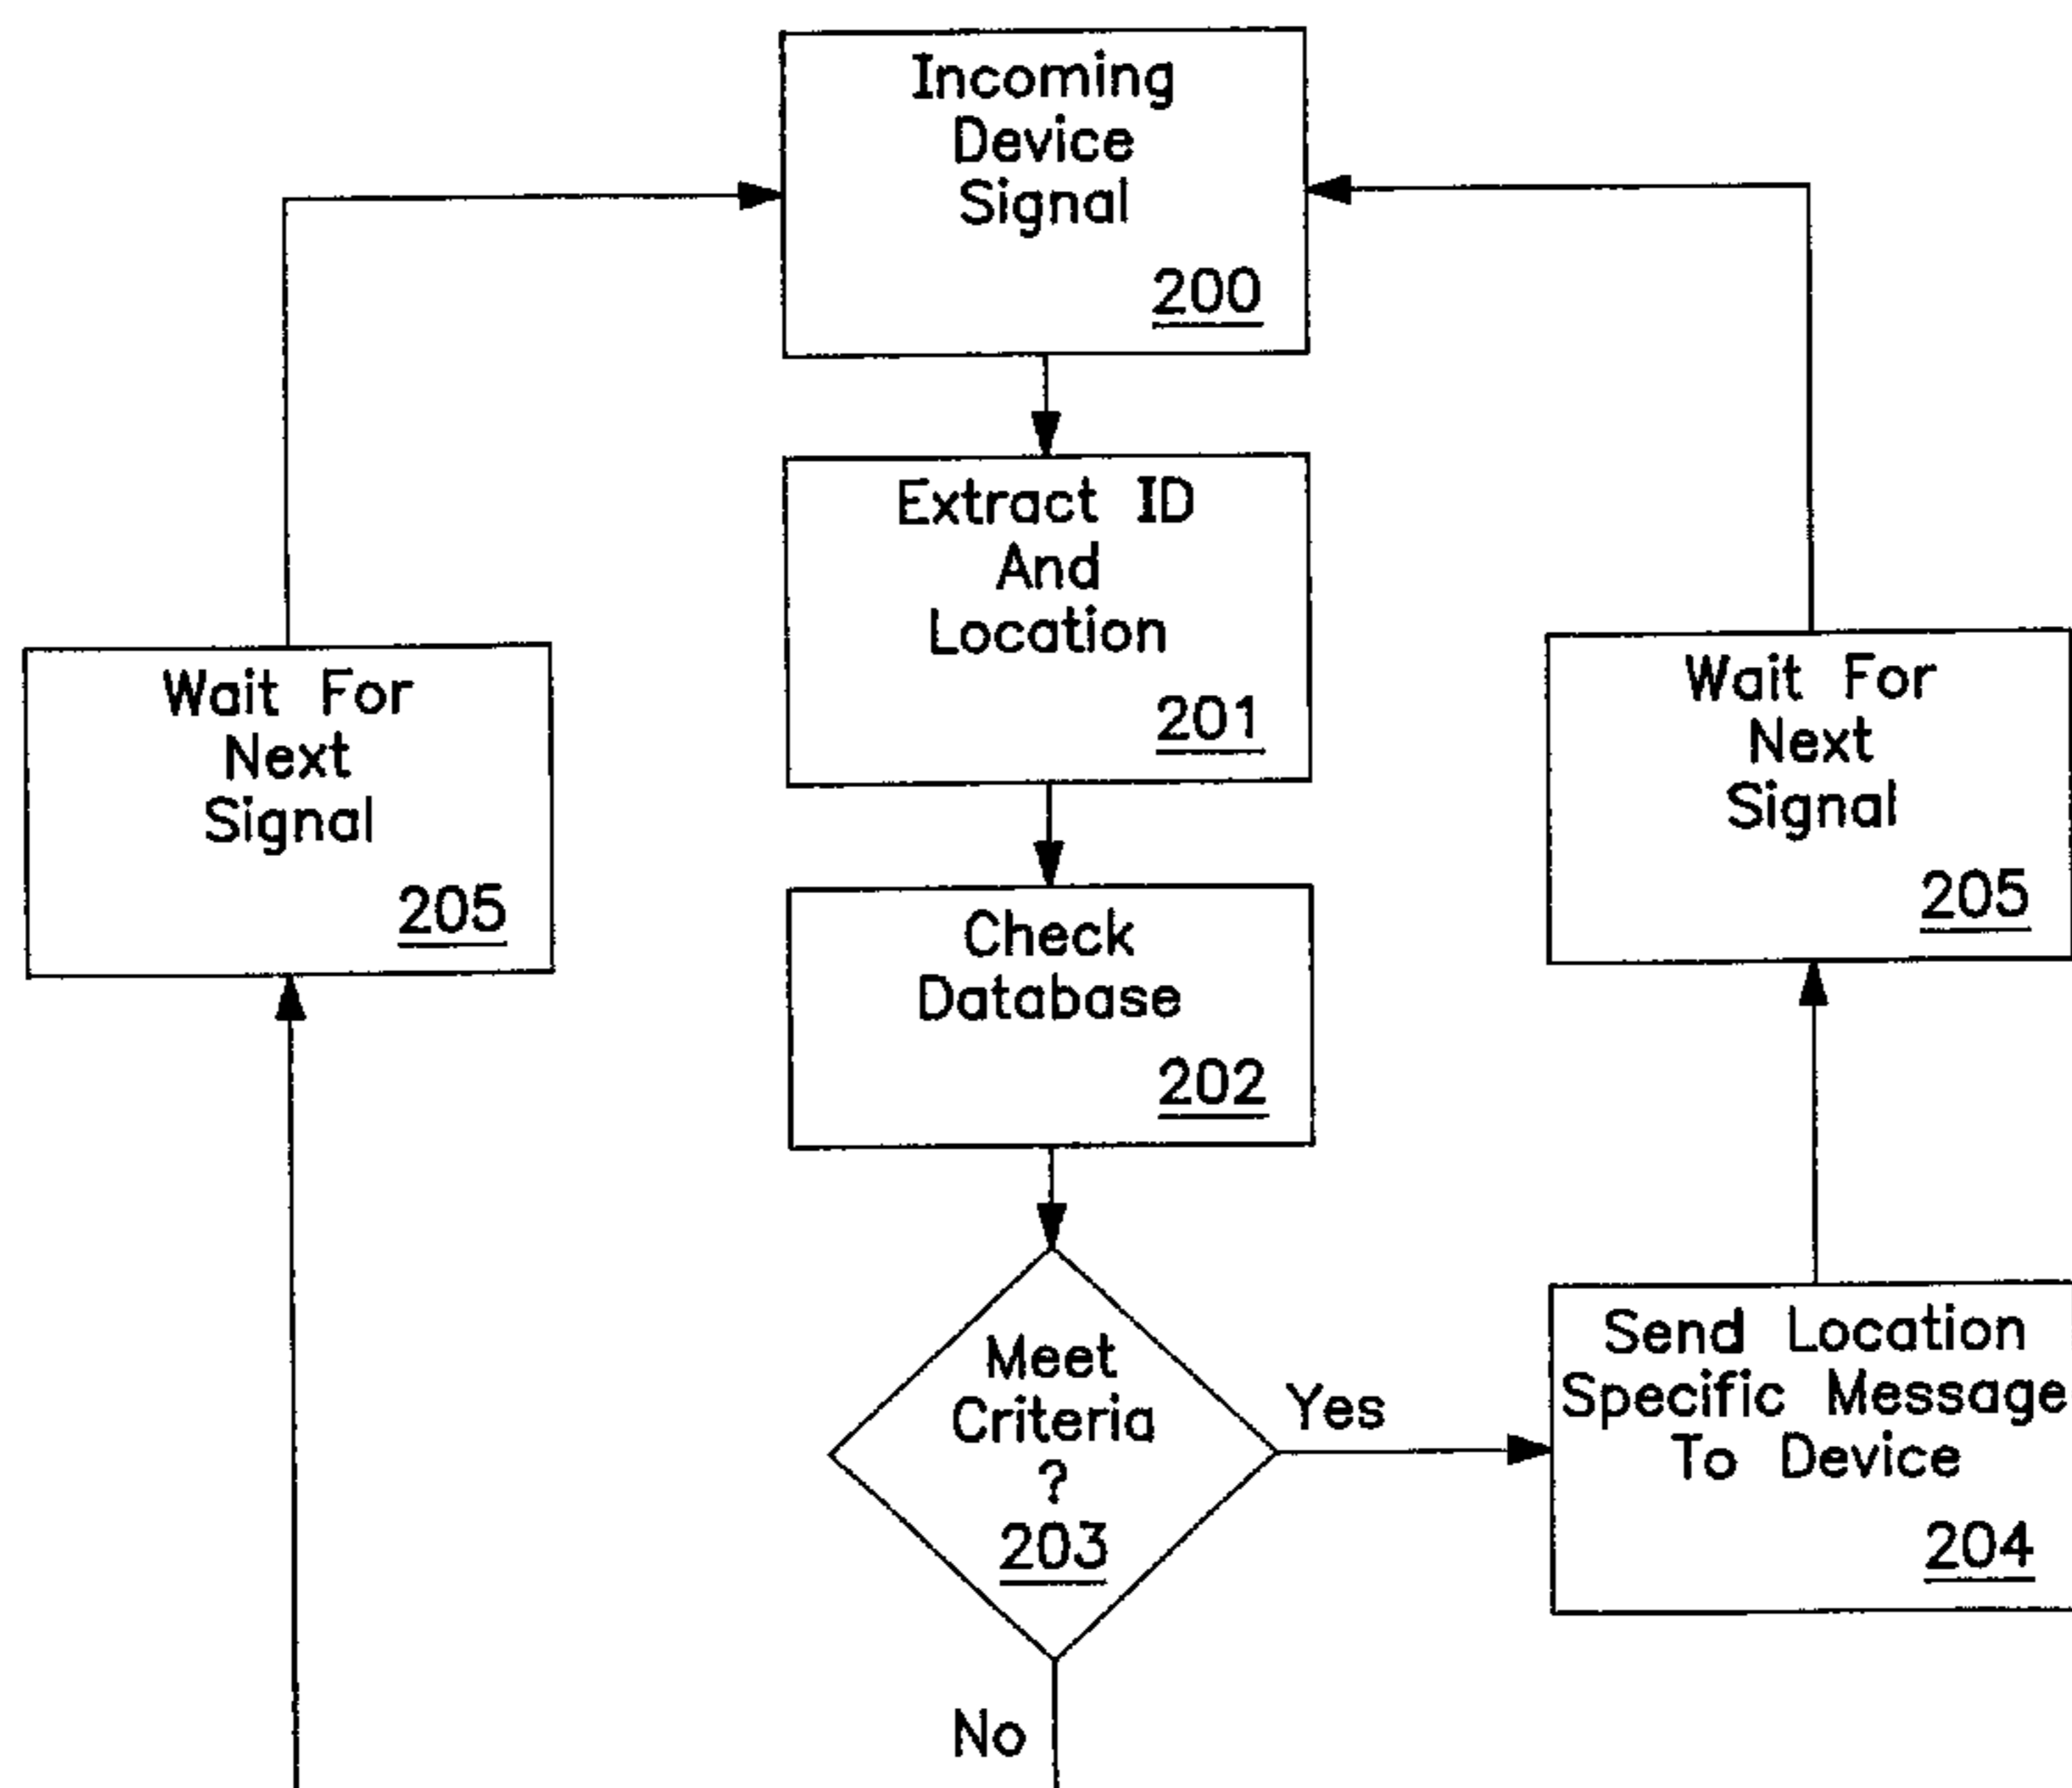 Incoming
Device
Signal
200
Extract ID
And
Location
201
Wait For
Next
Signal
205
Wait For
Next
Signal
205
Check
Database
202
Meet
Criteria
?
203
Yes
Send Location
Specific Message
To Device
204
No